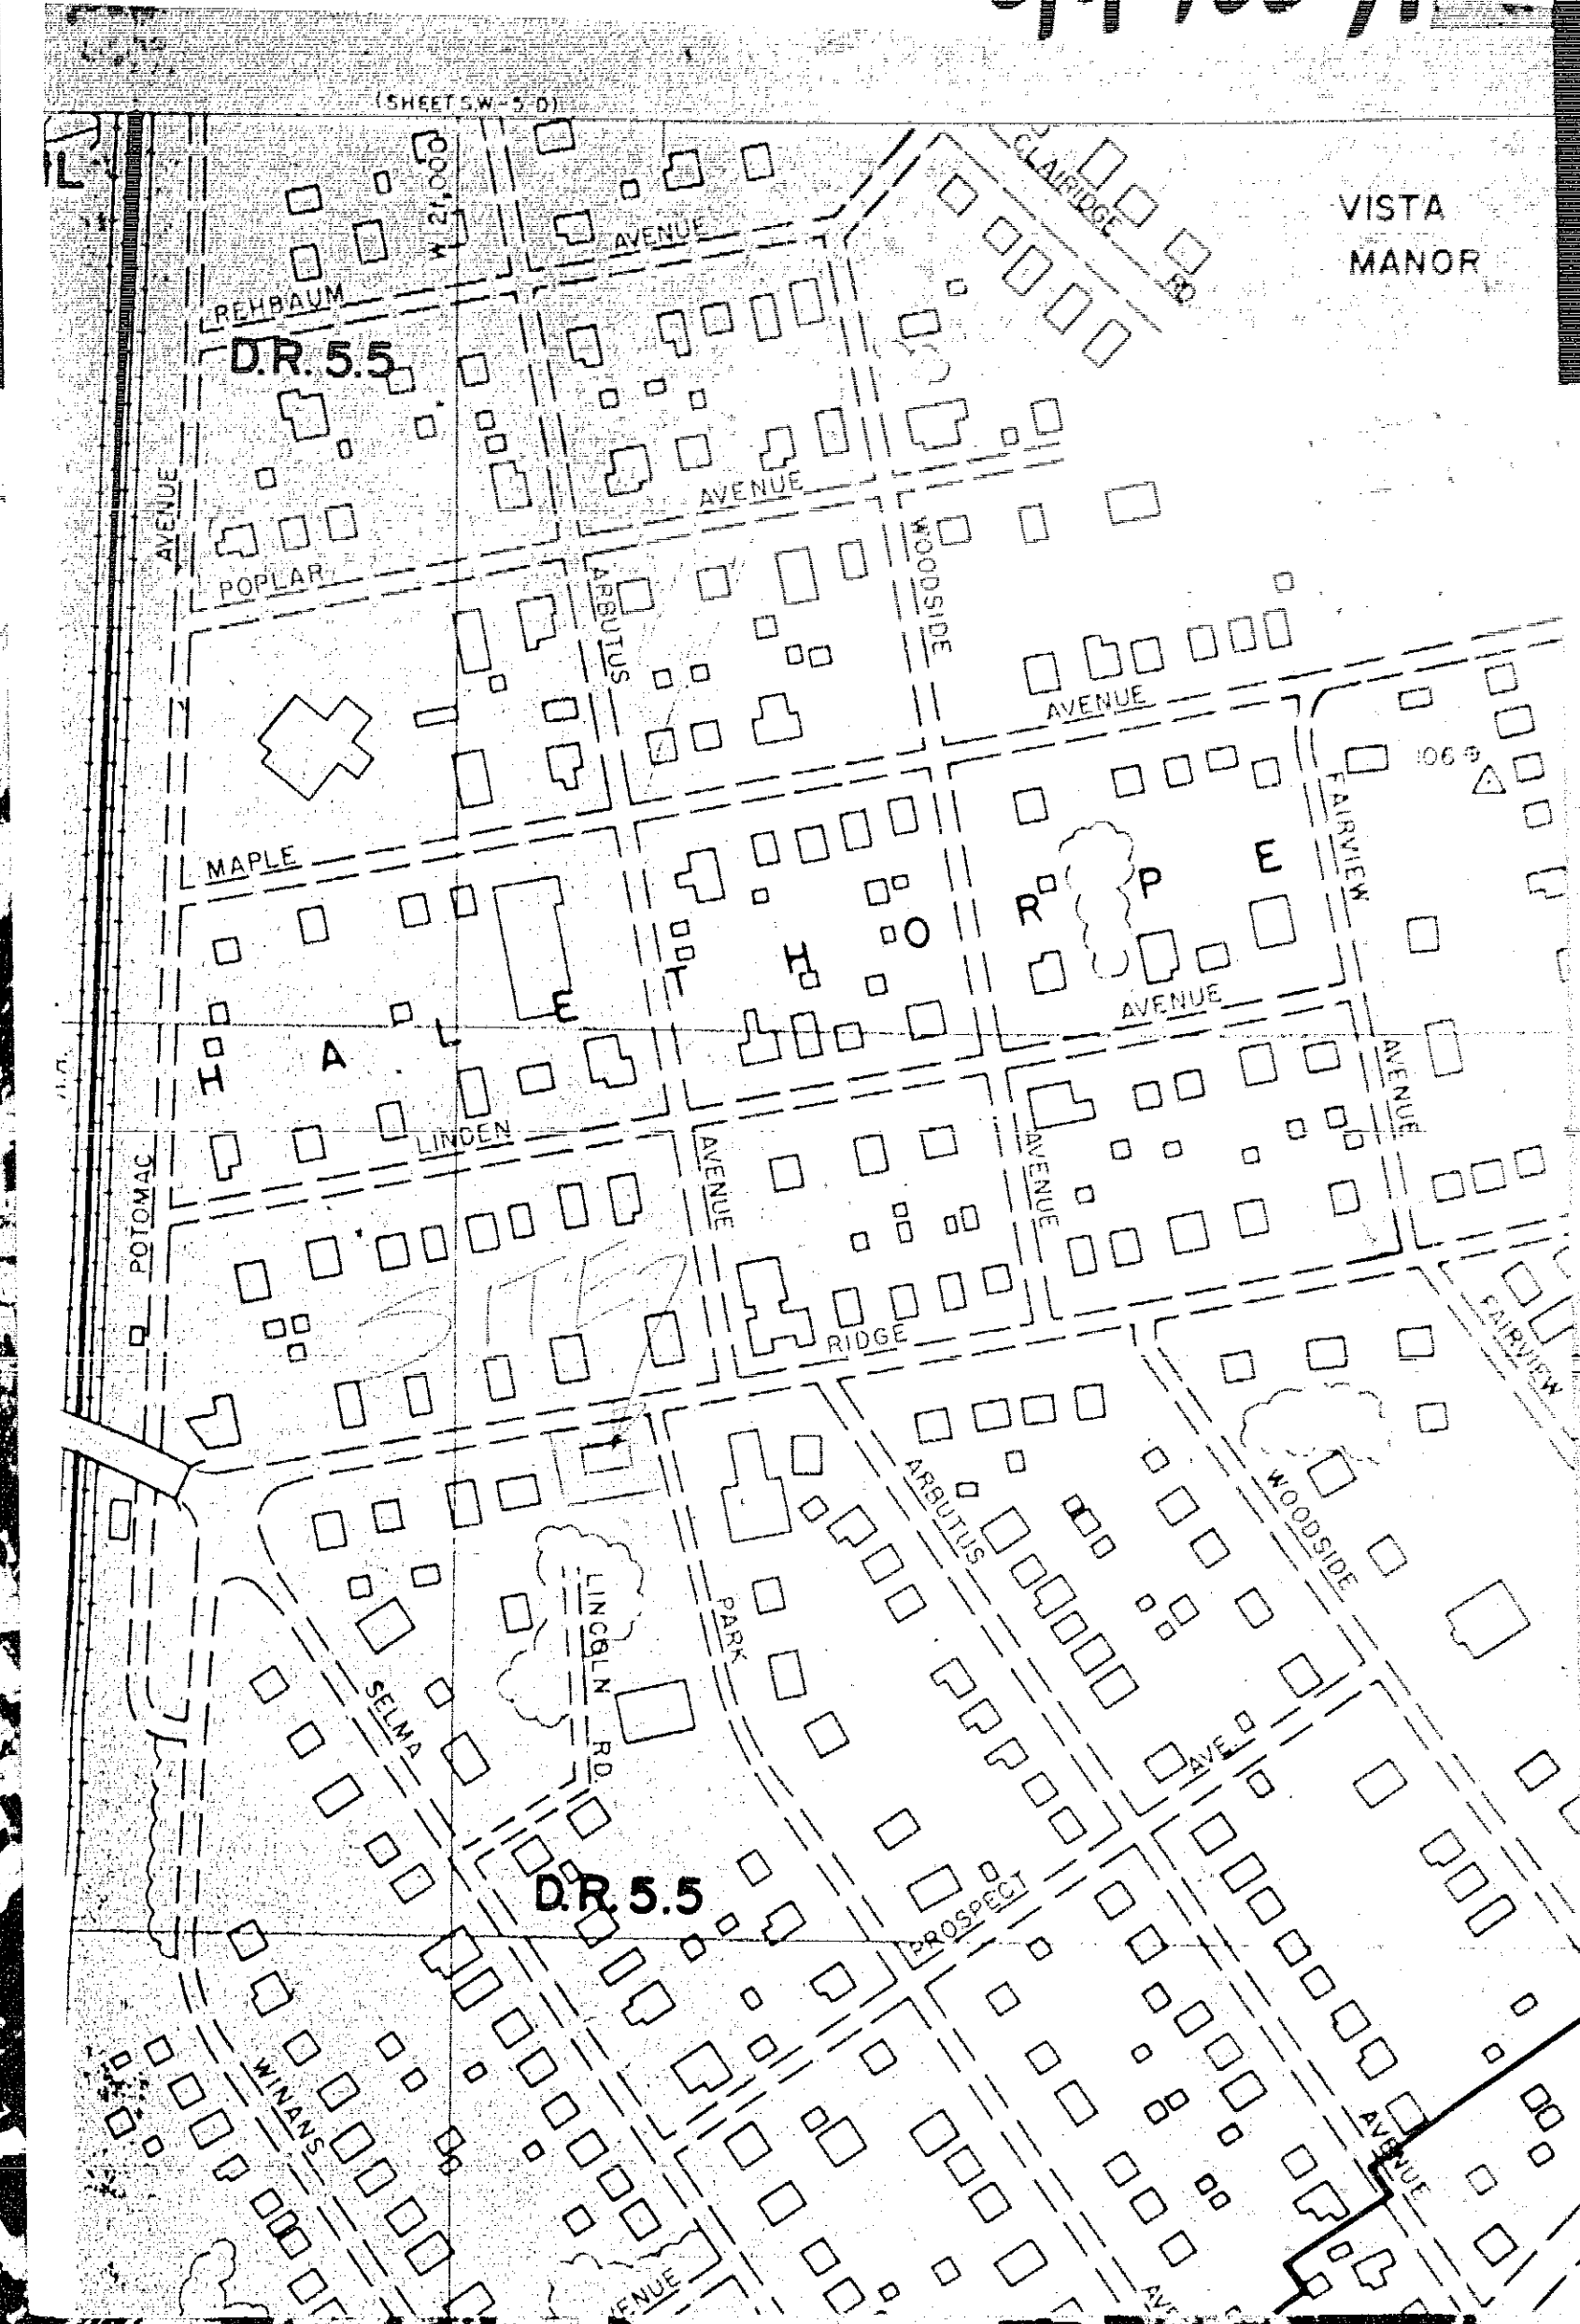 (SHEET S.W-5-D)
W 21,000
CLAIRIDGE RD
VISTA
MANOR
REHBAUM AVENUE
D.R. 5.5
AVENUE
POPLAR AVENUE
ARBUTUS
WOODSIDE
AVENUE
FAIRVIEW
MAPLE
HALETHORPE
AVENUE
LINDEN
AVENUE
AVENUE
AVENUE
POTOMAC
SITE
RIDGE
FAIRVIEW
ARBUTUS
WOODSIDE
LINCOLN RD.
PARK
SELMA
AVE.
D.R. 5.5
PROSPECT
WINANS
AVENUE